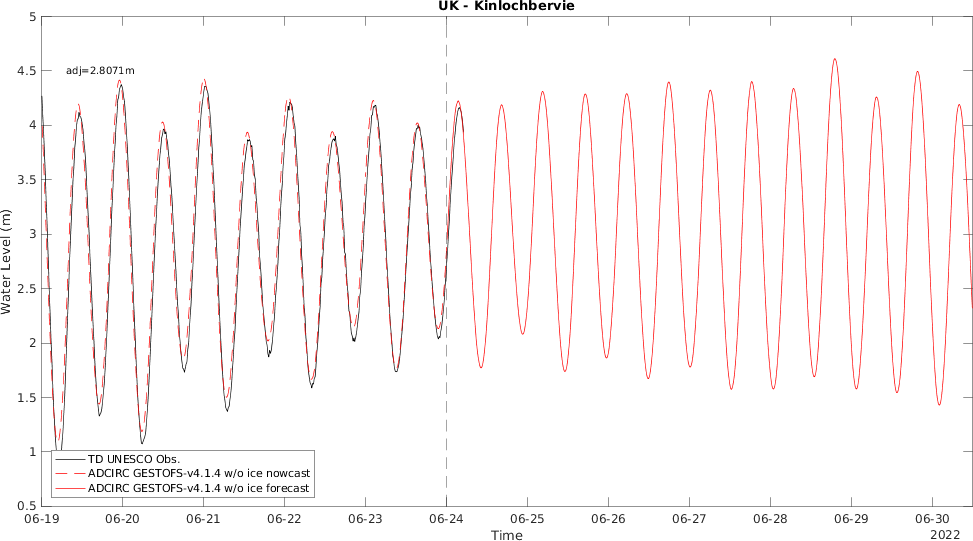 UK - Kinlochbervie
adj=2.8071m
Water Level (m)
5
4.5
4
3.5
3
2.5
2
1.5
1
0.5
TD UNESCO Obs.
ADCIRC GESTOFS-v4.1.4 w/o ice nowcast
ADCIRC GESTOFS-v4.1.4 w/o ice forecast
06-19 06-20 06-21 06-22 06-23 06-24 06-25 06-26 06-27 06-28 06-29 06-30
2022
Time